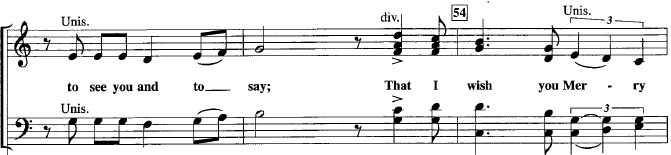 Unis. div. 54 Unis.
3
to see you and to say; That I wish you Mer - ry
Unis.
3